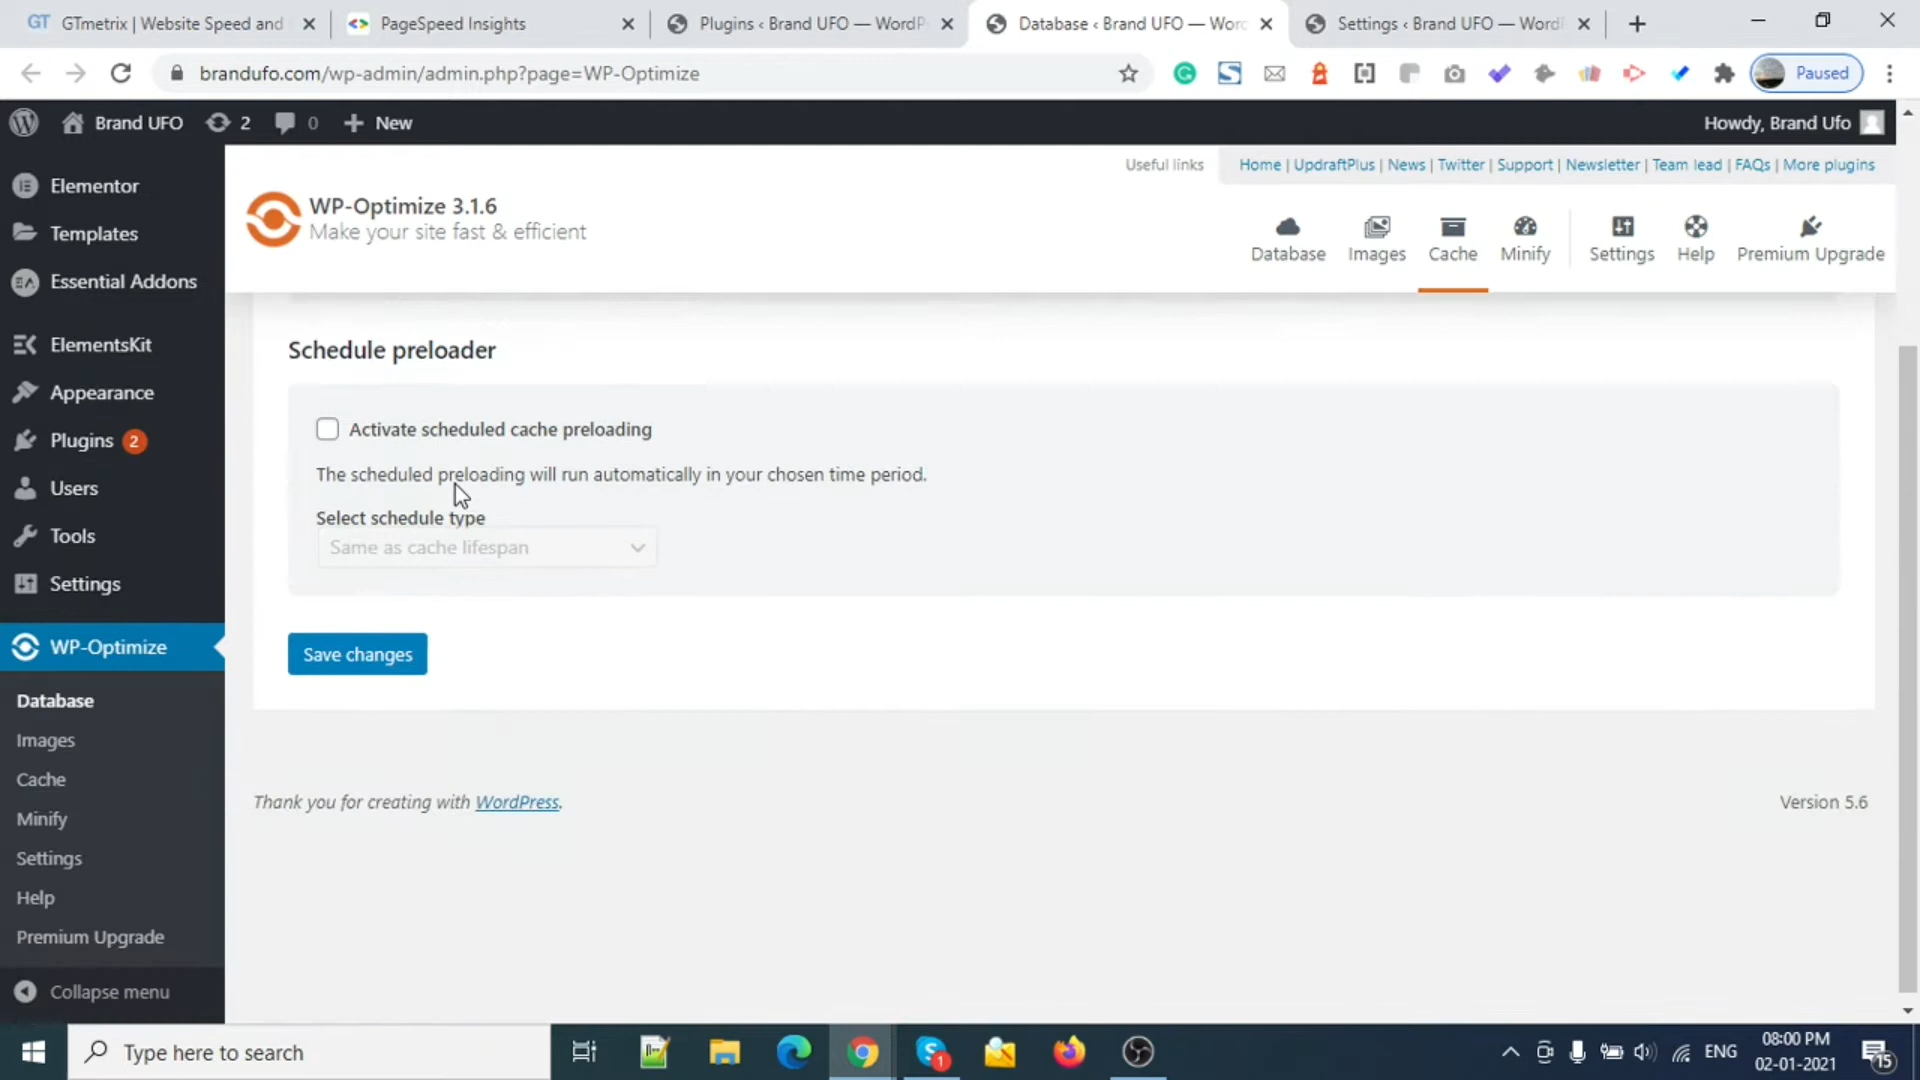 GT GTmetrix | Website Speed and
PageSpeed Insights
Plugins ‹ Brand UFO — WordP
Database ‹ Brand UFO — Word
Settings ‹ Brand UFO — Word
brandufo.com/wp-admin/admin.php?page=WP-Optimize
Paused
Brand UFO
2
0
New
Howdy, Brand Ufo
Elementor
Templates
Essential Addons
ElementsKit
Appearance
Plugins 2
Users
Tools
Settings
WP-Optimize
Database
Images
Cache
Minify
Settings
Help
Premium Upgrade
Collapse menu
Useful links
Home | UpdraftPlus | News | Twitter | Support | Newsletter | Team lead | FAQs | More plugins
WP-Optimize 3.1.6
Make your site fast & efficient
Database
Images
Cache
Minify
Settings
Help
Premium Upgrade
Schedule preloader
Activate scheduled cache preloading
The scheduled preloading will run automatically in your chosen time period.
Select schedule type
Same as cache lifespan
Save changes
Thank you for creating with WordPress.
Version 5.6
Type here to search
1
ENG
08:00 PM
02-01-2021
15